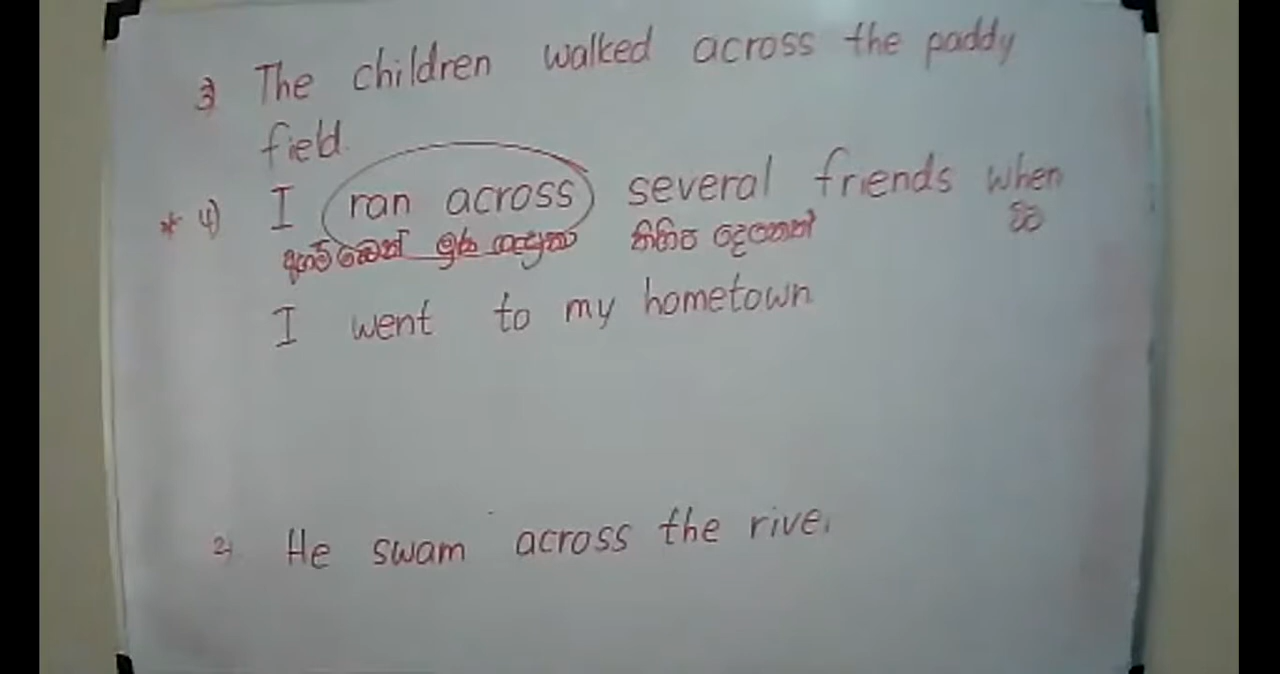 3 The children walked across the paddy
field.
* 4) I ran across several friends when
කිහිප දෙනෙක් විට
I went to my hometown
2) He swam across the rive